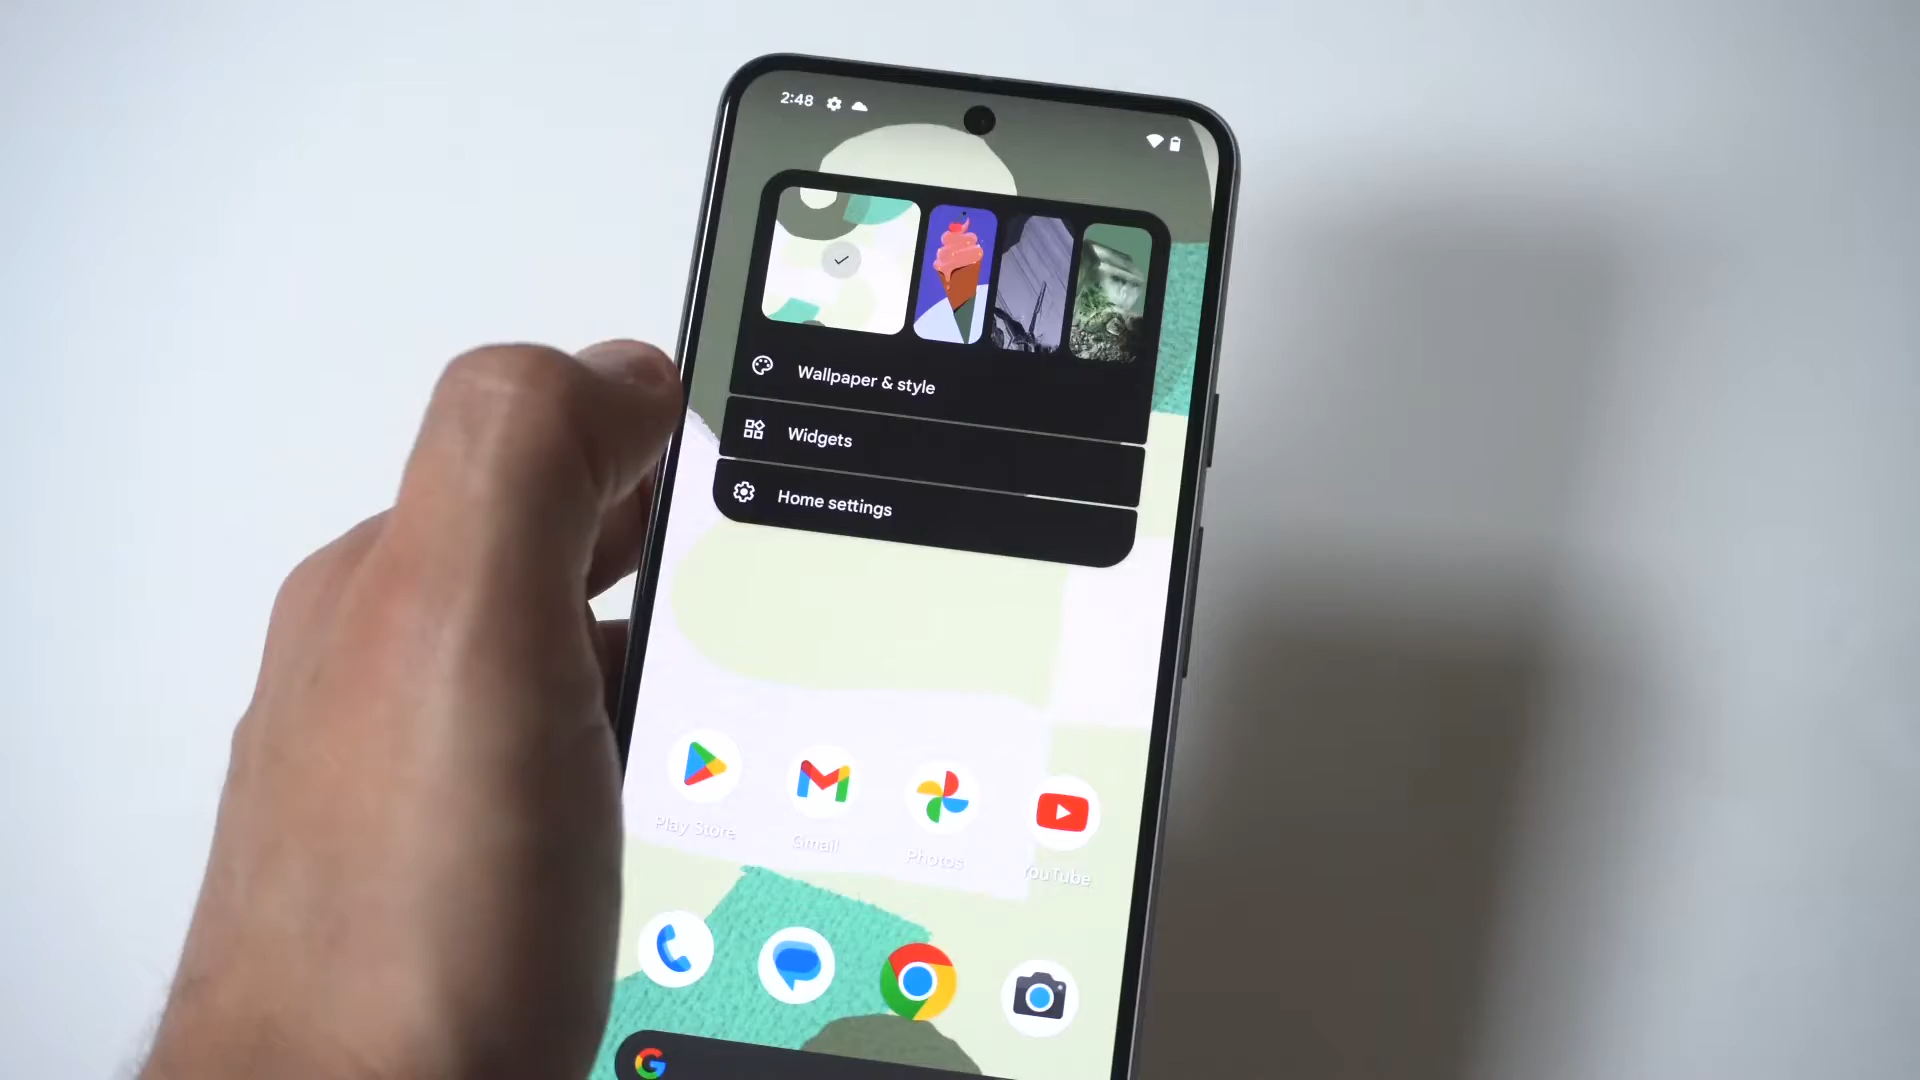 2:48
Wallpaper & style
Widgets
Home settings
Play Store
Gmail
Photos
YouTube